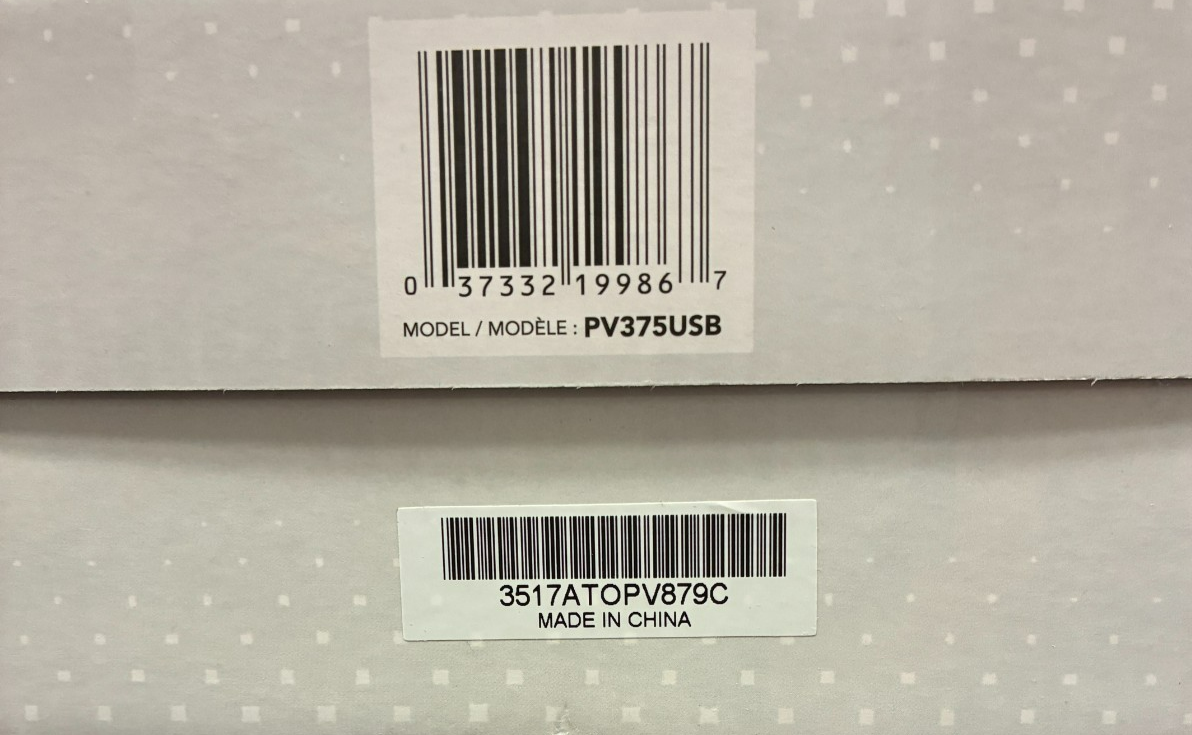 0 37332 19986 7
MODEL / MODÈLE : PV375USB
3517ATOPV879C
MADE IN CHINA